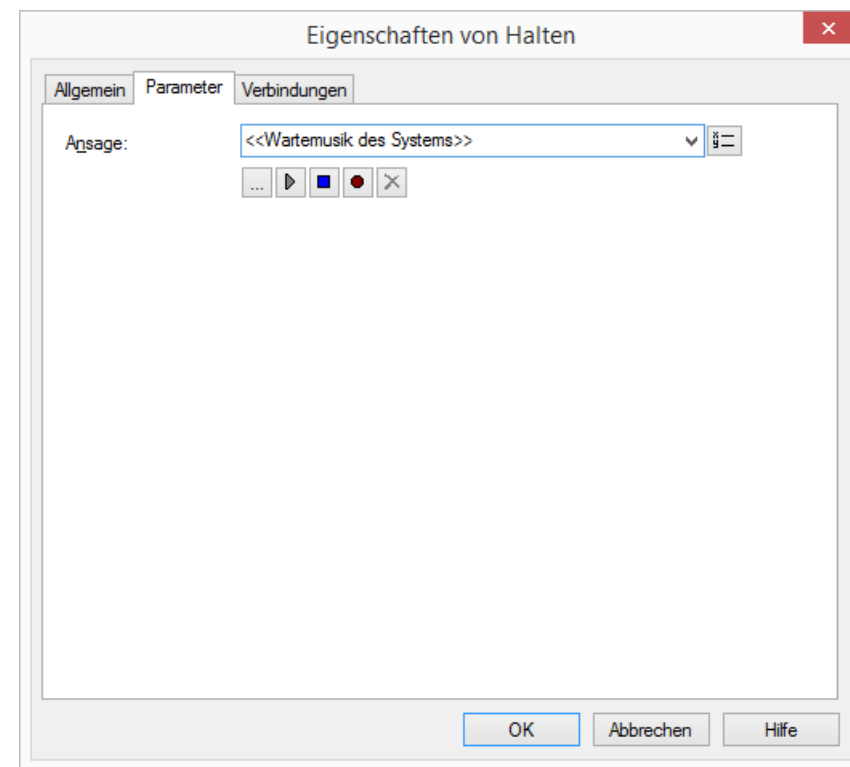 Eigenschaften von Halten
Allgemein Parameter Verbindungen
Ansage: <<Wartemusik des Systems>>
...
OK Abbrechen Hilfe